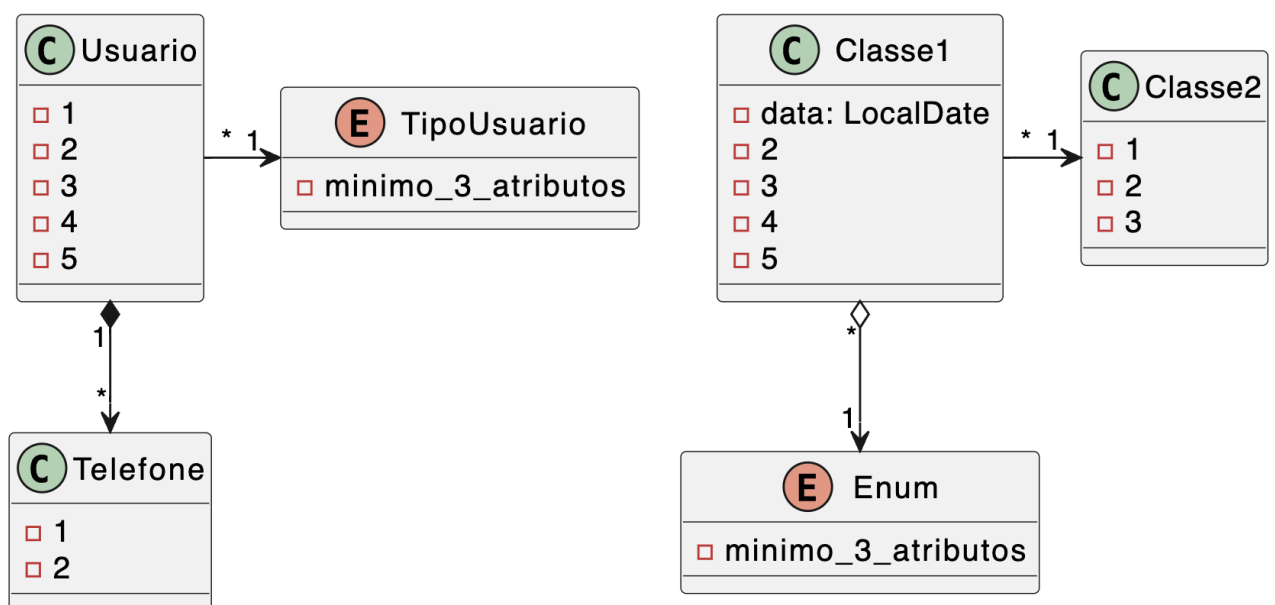 C Usuario
1
2
3
4
5
* 1
E TipoUsuario
minimo_3_atributos
1
*
C Telefone
1
2
C Classe1
data: LocalDate
2
3
4
5
* 1
C Classe2
1
2
3
*
1
E Enum
minimo_3_atributos